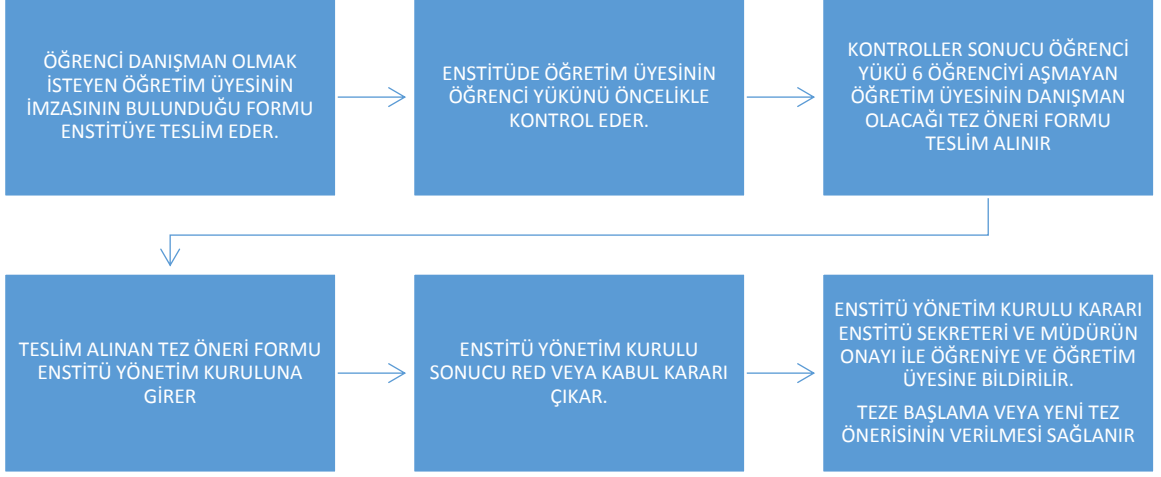 ÖĞRENCİ DANIŞMAN OLMAK
İSTEYEN ÖĞRETİM ÜYESİNİN
İMZASININ BULUNDUĞU FORMU
ENSTİTÜYE TESLİM EDER.
ENSTİTÜDE ÖĞRETİM ÜYESİNİN
ÖĞRENCİ YÜKÜNÜ ÖNCELİKLE
KONTROL EDER.
KONTROLLER SONUCU ÖĞRENCİ
YÜKÜ 6 ÖĞRENCİYİ AŞMAYAN
ÖĞRETİM ÜYESİNİN DANIŞMAN
OLACAĞI TEZ ÖNERİ FORMU
TESLİM ALINIR
TESLİM ALINAN TEZ ÖNERİ FORMU
ENSTİTÜ YÖNETİM KURULUNA
GİRER
ENSTİTÜ YÖNETİM KURULU
SONUCU RED VEYA KABUL KARARI
ÇIKAR.
ENSTİTÜ YÖNETİM KURULU KARARI
ENSTİTÜ SEKRETERİ VE MÜDÜRÜN
ONAYI İLE ÖĞRENİYE VE ÖĞRETİM
ÜYESİNE BİLDİRİLİR.
TEZE BAŞLAMA VEYA YENİ TEZ
ÖNERİSİNİN VERİLMESİ SAĞLANIR